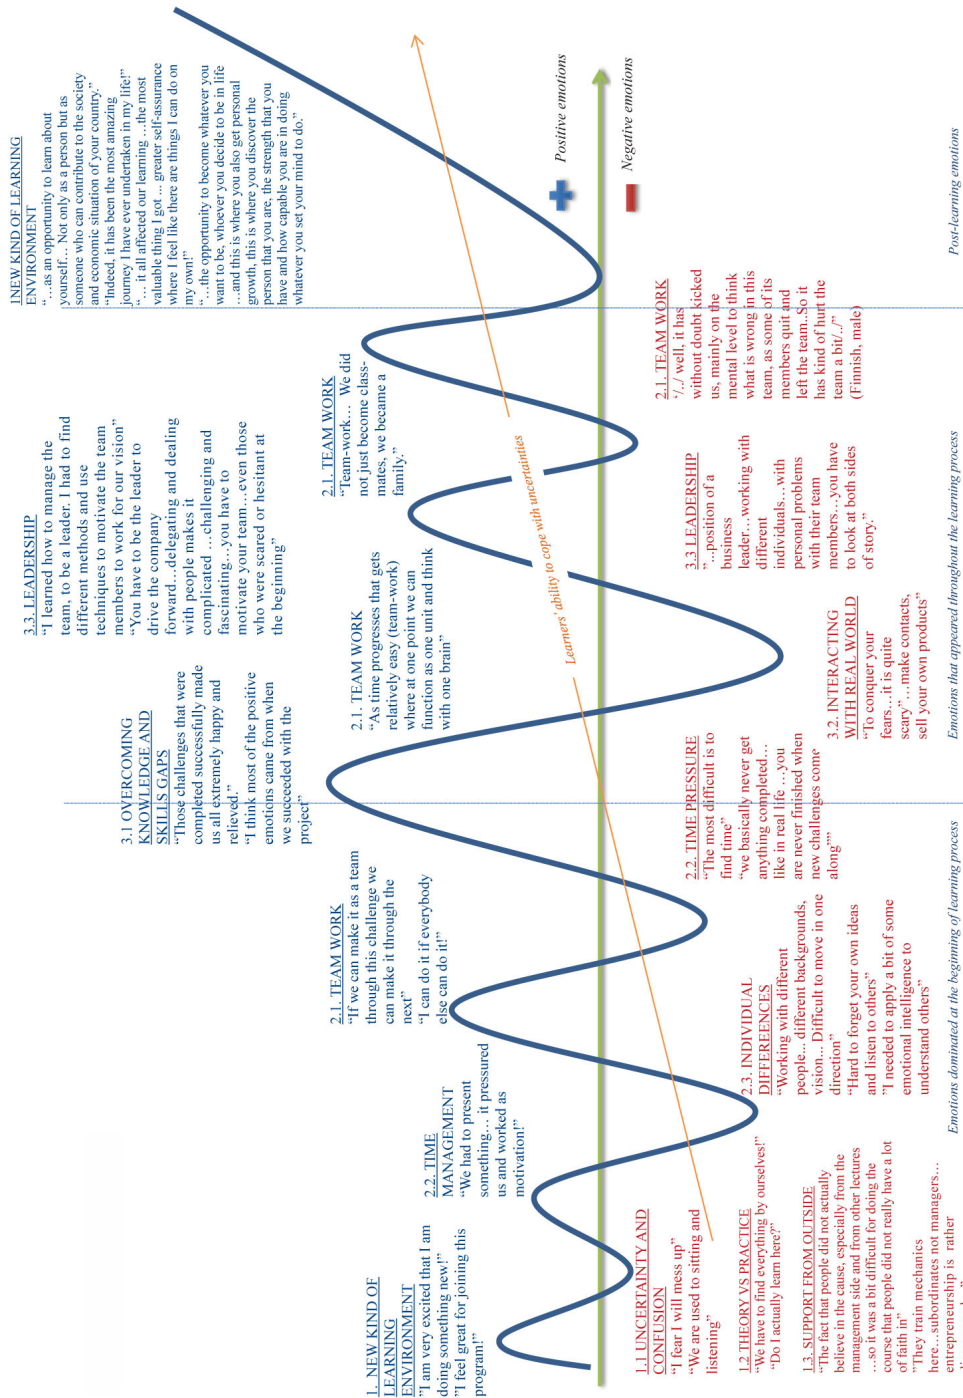 1. NEW KIND OF
LEARNING
ENVIRONMENT
"I am very excited that I am
doing something new!"
"I feel great for joining this
program!"
2.2. TIME
MANAGEMENT
"We had to present
something… it pressured
us and worked as
motivation!"
2.1. TEAM WORK
"If we can make it as a team
through this challenge we
can make it through the
next"
"I can do it if everybody
else can do it!"
3.1 OVERCOMING
KNOWLEDGE AND
SKILLS GAPS
"Those challenges that were
completed successfully made
us all extremely happy and
relieved."
"I think most of the positive
emotions came from when
we succeeded with the
project"
2.1. TEAM WORK
"As time progresses that gets
relatively easy (team-work)
where at one point we can
function as one unit and think
with one brain"
3.3. LEADERSHIP
"I learned how to manage the
team, to be a leader. I had to find
different methods and use
techniques to motivate the team
members to work for our vision"
"You have to be the leader to
drive the company
forward…delegating and dealing
with people makes it
complicated …challenging and
fascinating…you have to
motivate your team…even those
who were scared or hesitant at
the beginning"
2.1. TEAM WORK
"Team-work… We did
not just become class-
mates, we became a
family."
1NEW KIND OF LEARNING
ENVIRONMENT
"…as an opportunity to learn about
yourself… Not only as a person but as
someone who can contribute to the society
and economic situation of your country."
"Indeed, it has been the most amazing
journey I have ever undertaken in my life!"
"… it all affected our learning …the most
valuable thing I got … greater self-assurance
where I feel like there are things I can do on
my own!"
"…the opportunity to become whatever you
want to be, whoever you decide to be in life
…and this is where you also get personal
growth, this is where you discover the
person that you are, the strength that you
have and how capable you are in doing
whatever you set your mind to do."
Learners' ability to cope with uncertainties
Positive emotions
Negative emotions
1.1 UNCERTAINTY AND
CONFUSION
"I fear I will mess up"
"We are used to sitting and
listening"
1.2 THEORY VS PRACTICE
"We have to find everything by ourselves!"
"Do I actually learn here?"
1.3. SUPPORT FROM OUTSIDE
"The fact that people did not actually
believe in the cause, especially from the
management side and from other lectures
…so it was a bit difficult for doing the
course that people did not really have a lot
of faith in"
"They train mechanics
here…subordinates not managers…
entrepreneurship is rather
2.3. INDIVIDUAL
DIFFEREENCES
"Working with different
people... different backgrounds,
vision... Difficult to move in one
direction"
"Hard to forget your own ideas
and listen to others"
"I needed to apply a bit of some
emotional intelligence to
understand others"
2.2. TIME PRESSURE
"The most difficult is to
find time"
"we basically never get
anything completed…
like in real life …you
are never finished when
new challenges come
along""
3.2. INTERACTING
WITH REAL WORLD
"To conquer your
fears…it is quite
scary"…make contacts,
sell your own products"
3.3 LEADERSHIP
"…position of a
business
leader…working with
different
individuals…with
personal problems
with their team
members…you have
to look at both sides
of story."
2.1. TEAM WORK
'/../ well, it has
without doubt kicked
us, mainly on the
mental level to think
what is wrong in this
team, as some of its
members quit and
left the team..So it
has kind of hurt the
team a bit/../"
(Finnish, male)
Emotions dominated at the beginning of learning process
Emotions that appeared throughout the learning process
Post-learning emotions